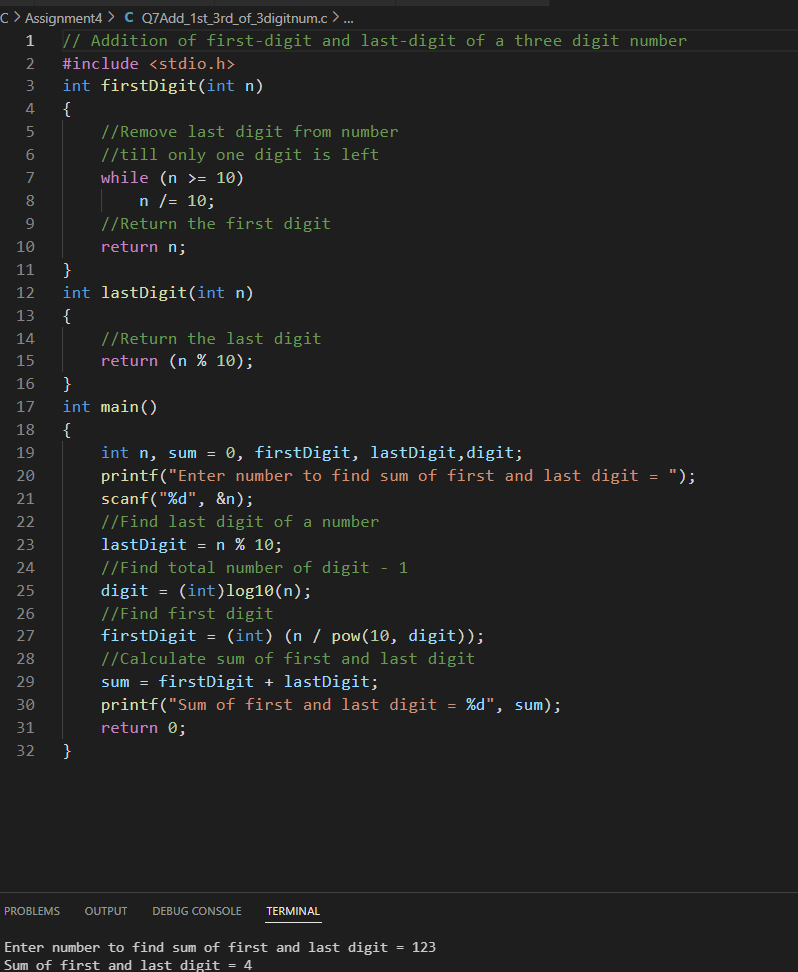 C > Assignment4 > C Q7Add_1st_3rd_of_3digitnum.c > ...
1 // Addition of first-digit and last-digit of a three digit number
2 #include <stdio.h>
3 int firstDigit(int n)
4 {
5 //Remove last digit from number
6 //till only one digit is left
7 while (n >= 10)
8 n /= 10;
9 //Return the first digit
10 return n;
11 }
12 int lastDigit(int n)
13 {
14 //Return the last digit
15 return (n % 10);
16 }
17 int main()
18 {
19 int n, sum = 0, firstDigit, lastDigit,digit;
20 printf("Enter number to find sum of first and last digit = ");
21 scanf("%d", &n);
22 //Find last digit of a number
23 lastDigit = n % 10;
24 //Find total number of digit - 1
25 digit = (int)log10(n);
26 //Find first digit
27 firstDigit = (int) (n / pow(10, digit));
28 //Calculate sum of first and last digit
29 sum = firstDigit + lastDigit;
30 printf("Sum of first and last digit = %d", sum);
31 return 0;
32 }
PROBLEMS OUTPUT DEBUG CONSOLE TERMINAL
Enter number to find sum of first and last digit = 123
Sum of first and last digit = 4